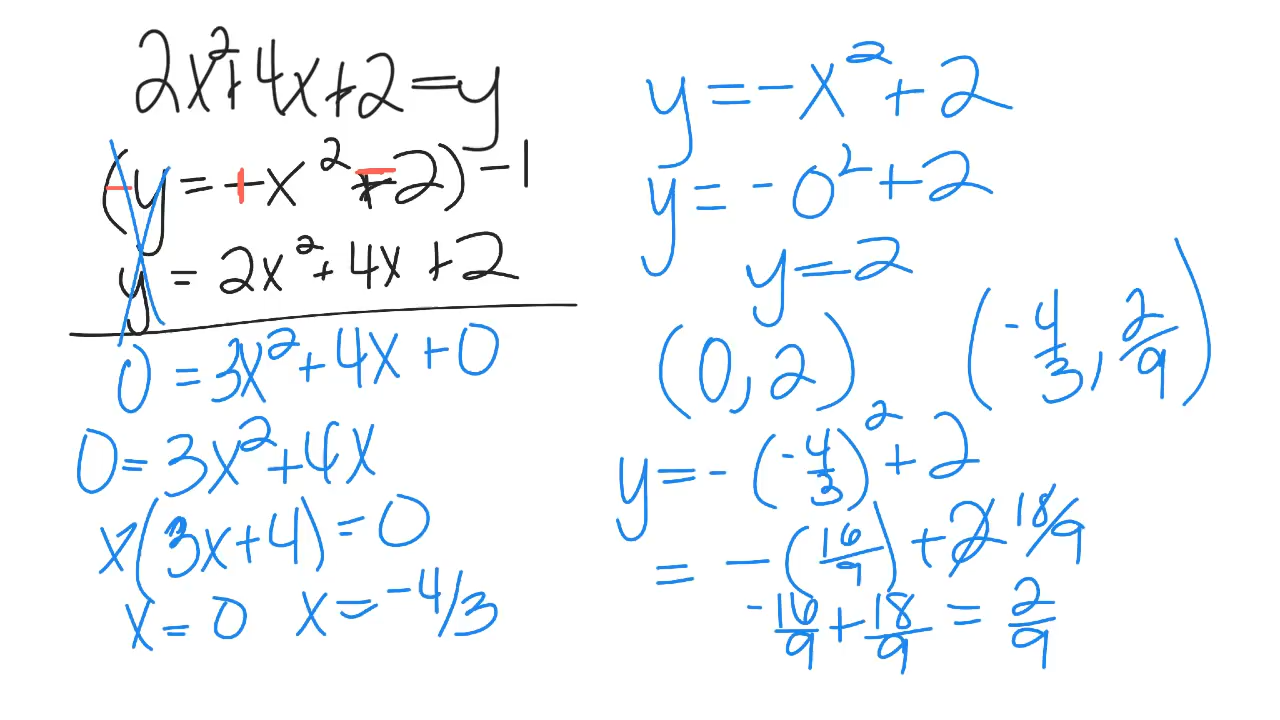 2x²+4x+2=y
(-y=+x²-2)-1
y=2x²+4x+2
0=3x²+4x+0
0=3x²+4x
x(3x+4)=0
x=0 x=-4/3
y=-x²+2
y=-0²+2
y=2
(0,2) (-4/3, 2/9)
y=-(-4/3)²+2
=-(16/9)+2 18/9
-16/9+18/9=2/9